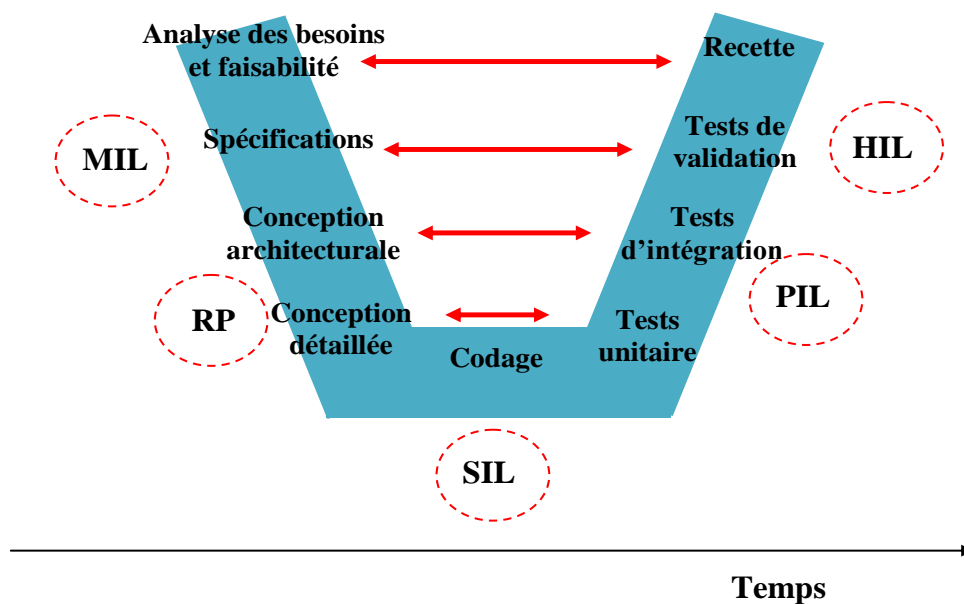 Analyse des besoins
et faisabilité
Recette
MIL
Spécifications
Tests de
validation
HIL
Conception
architecturale
Tests
d'intégration
RP
Conception
détaillée
Codage
Tests
unitaire
PIL
SIL
Temps